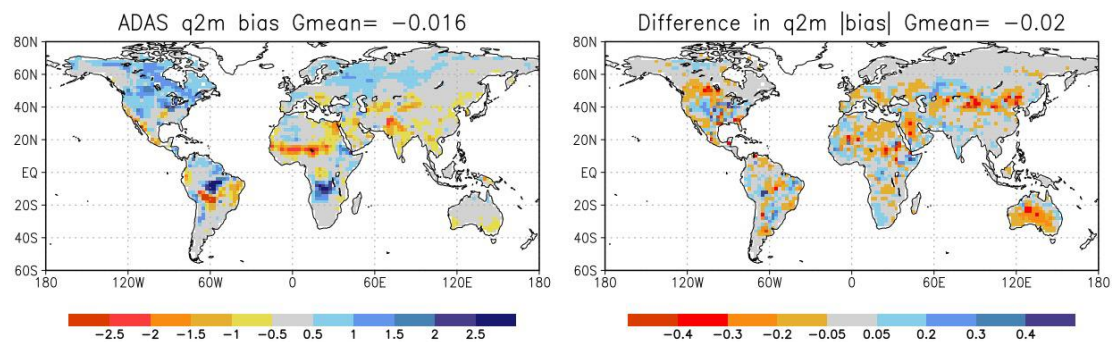 ADAS q2m bias Gmean= −0.016
80N
60N
40N
20N
EQ
20S
40S
60S
180 120W 60W 0 60E 120E 180
−2.5 −2 −1.5 −1 −0.5 0.5 1 1.5 2 2.5
Difference in q2m |bias| Gmean= −0.02
80N
60N
40N
20N
EQ
20S
40S
60S
180 120W 60W 0 60E 120E 180
−0.4 −0.3 −0.2 −0.05 0.05 0.2 0.3 0.4